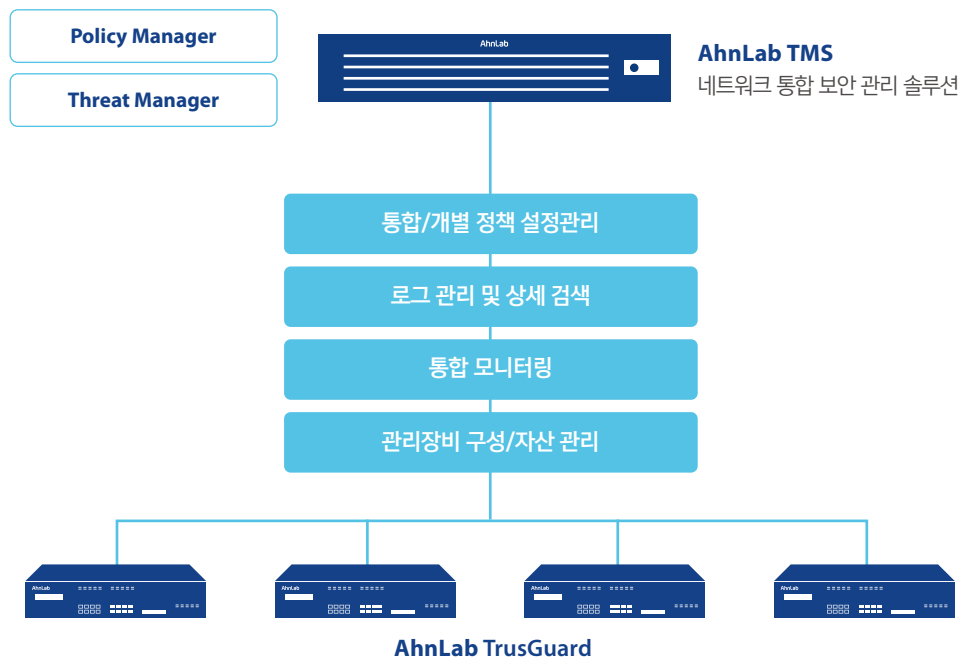 Policy Manager
Threat Manager
AhnLab
AhnLab TMS
네트워크 통합 보안 관리 솔루션
통합/개별 정책 설정관리
로그 관리 및 상세 검색
통합 모니터링
관리장비 구성/자산 관리
AhnLab
AhnLab
AhnLab
AhnLab
AhnLab TrusGuard